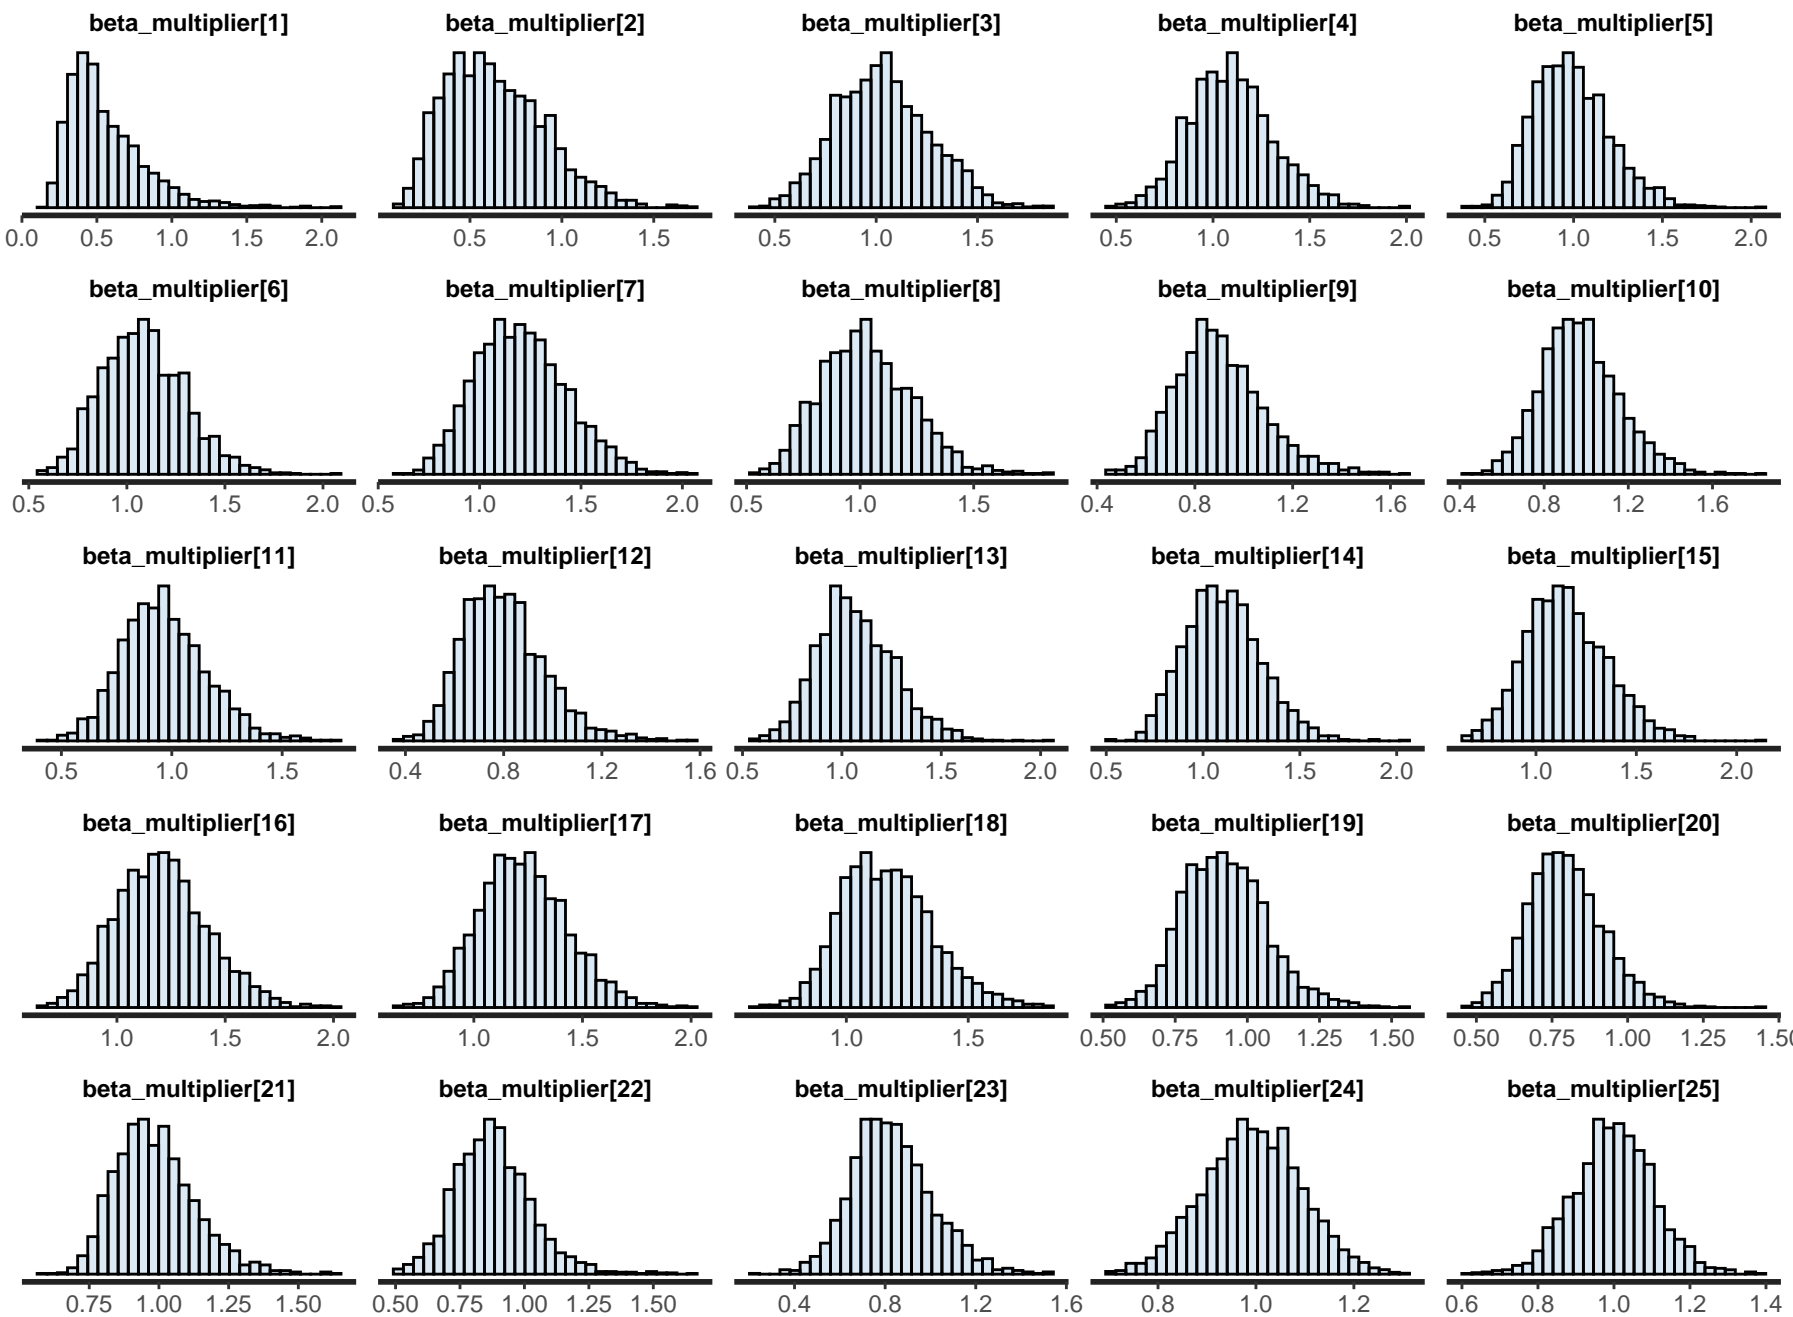 beta_multiplier[1] beta_multiplier[2] beta_multiplier[3] beta_multiplier[4] beta_multiplier[5]
0.0 0.5 1.0 1.5 2.0 0.5 1.0 1.5 0.5 1.0 1.5 0.5 1.0 1.5 2.0 0.5 1.0 1.5 2.0
beta_multiplier[6] beta_multiplier[7] beta_multiplier[8] beta_multiplier[9] beta_multiplier[10]
0.5 1.0 1.5 2.0 0.5 1.0 1.5 2.0 0.5 1.0 1.5 0.4 0.8 1.2 1.6 0.4 0.8 1.2 1.6
beta_multiplier[11] beta_multiplier[12] beta_multiplier[13] beta_multiplier[14] beta_multiplier[15]
0.5 1.0 1.5 0.4 0.8 1.2 1.6 0.5 1.0 1.5 2.0 0.5 1.0 1.5 2.0 1.0 1.5 2.0
beta_multiplier[16] beta_multiplier[17] beta_multiplier[18] beta_multiplier[19] beta_multiplier[20]
1.0 1.5 2.0 1.0 1.5 2.0 1.0 1.5 0.50 0.75 1.00 1.25 1.50 0.50 0.75 1.00 1.25
beta_multiplier[21] beta_multiplier[22] beta_multiplier[23] beta_multiplier[24] beta_multiplier[25]
0.75 1.00 1.25 1.50 0.50 0.75 1.00 1.25 1.50 0.4 0.8 1.2 1.6 0.8 1.0 1.2 0.6 0.8 1.0 1.2 1.4